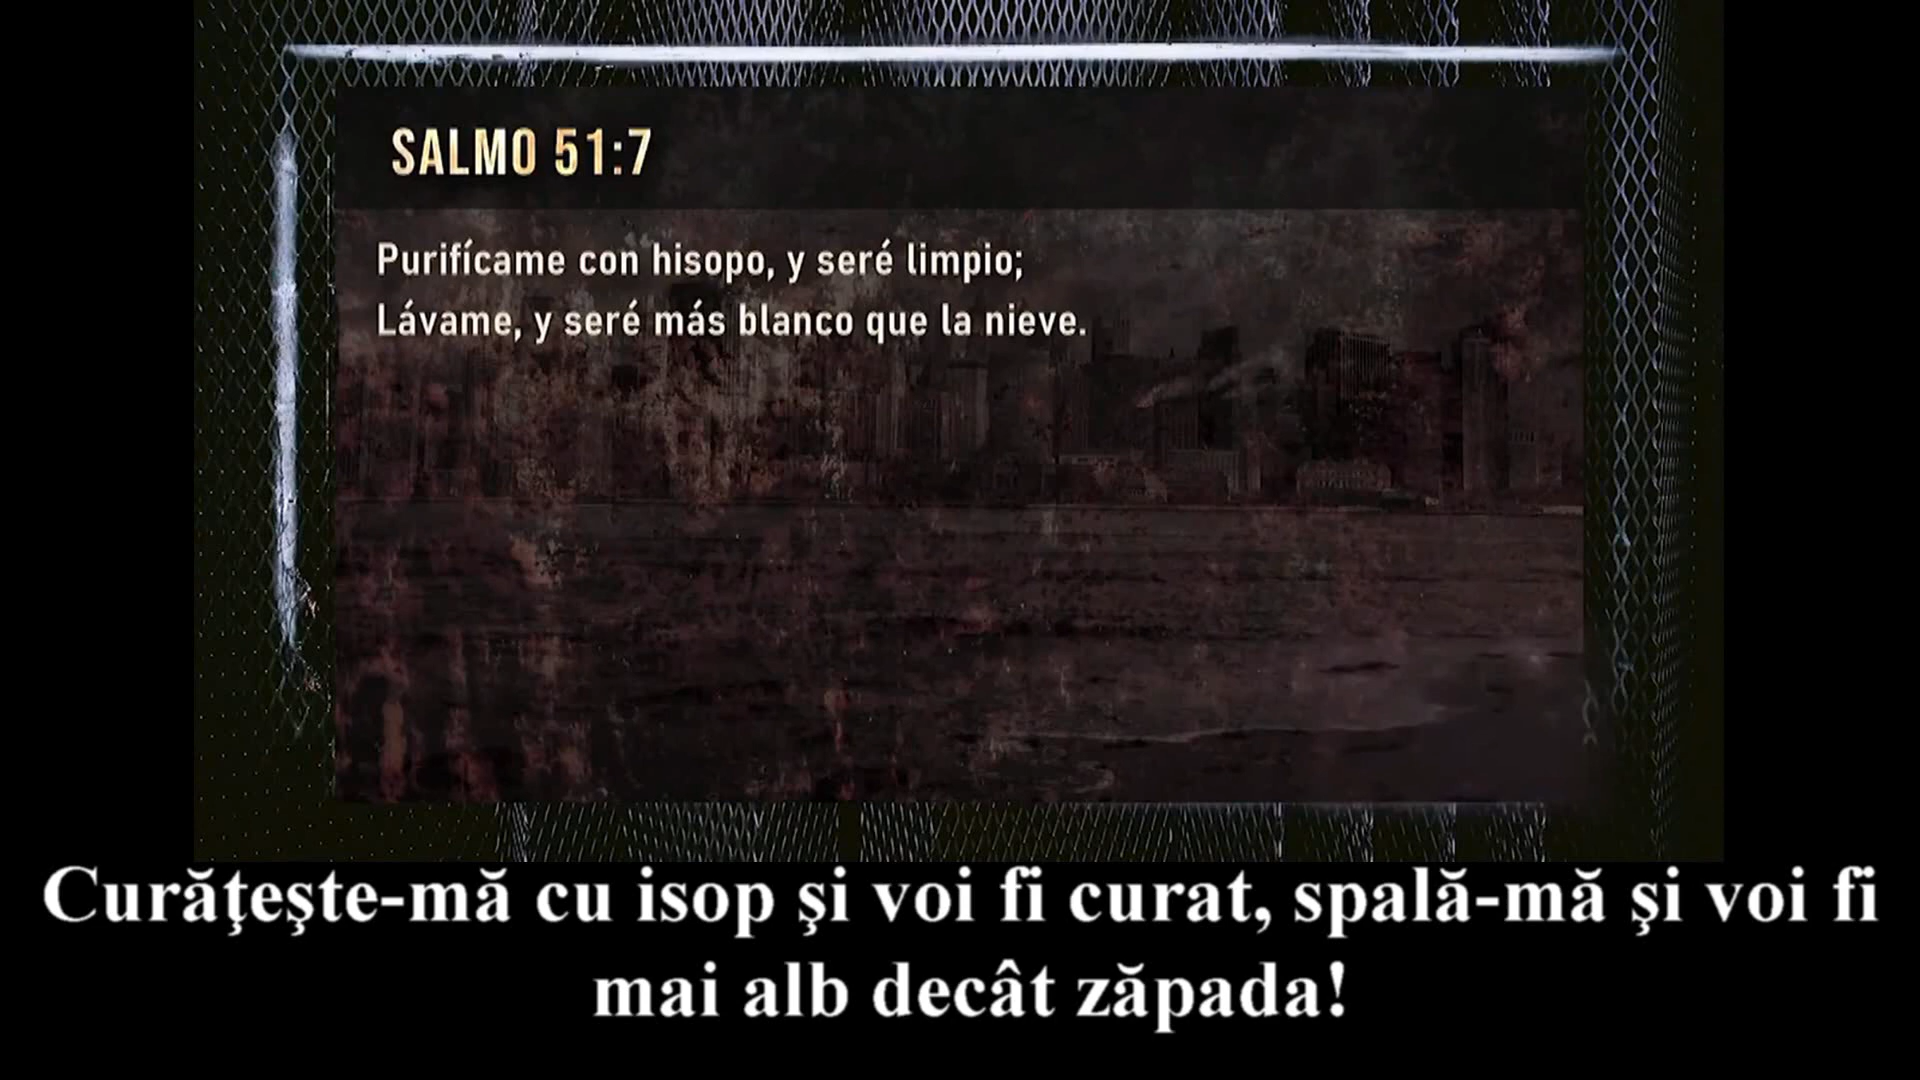 SALMO 51:7
Purifícame con hisopo, y seré limpio;
Lávame, y seré más blanco que la nieve.
Curăţeşte-mă cu isop şi voi fi curat, spală-mă şi voi fi
mai alb decât zăpada!